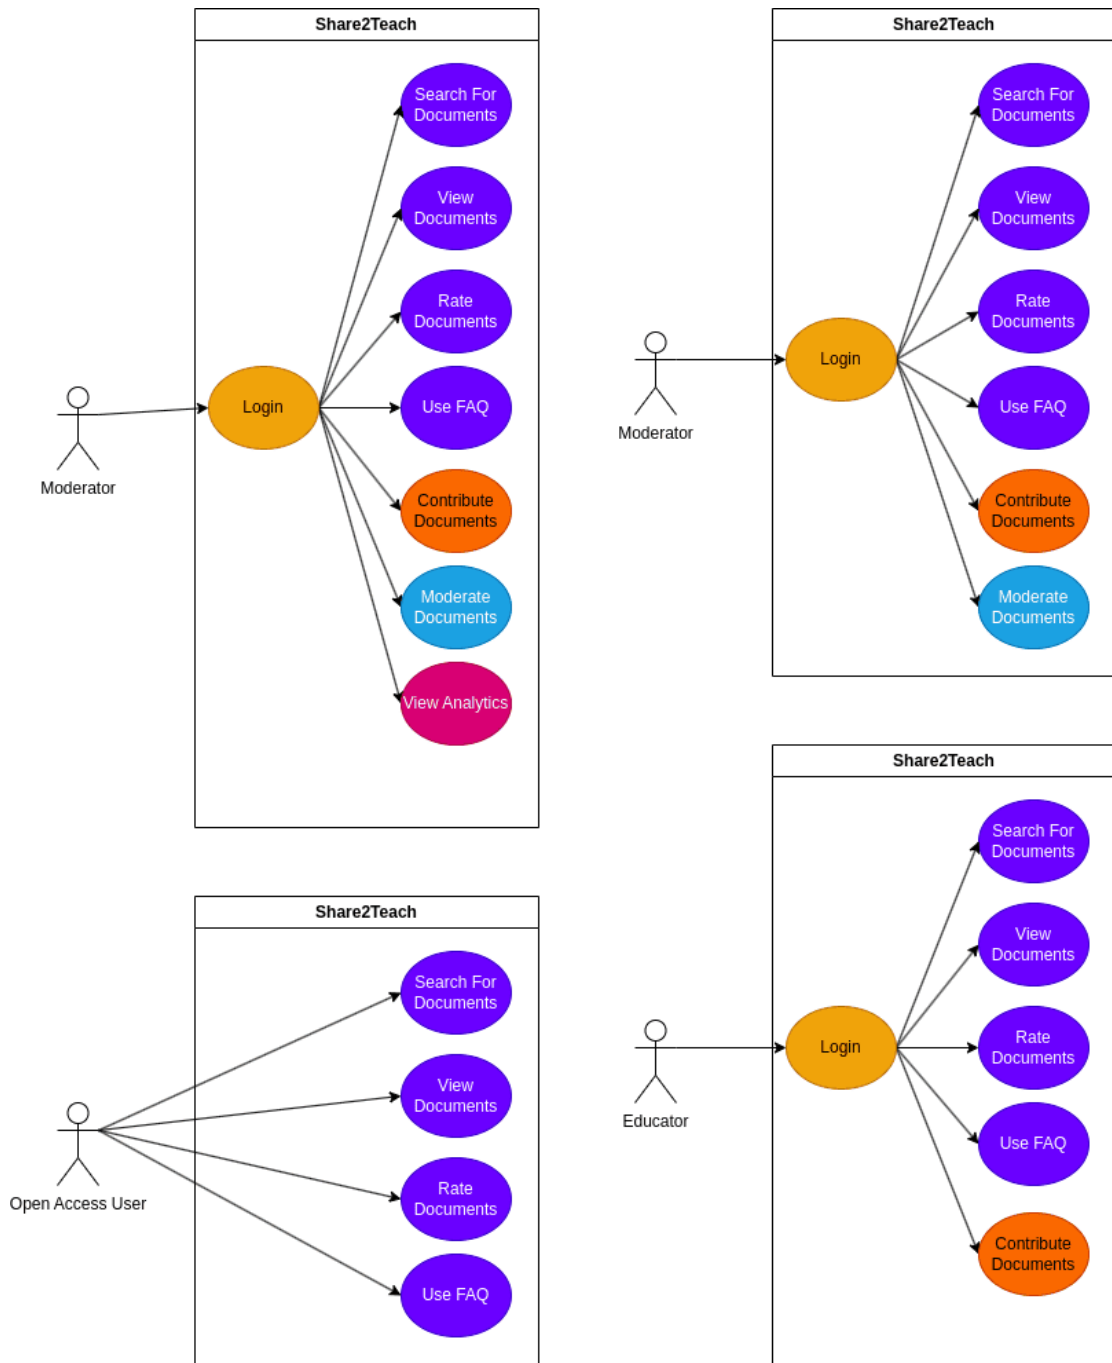 Share2Teach
Search For
Documents
View
Documents
Rate
Documents
Login
Use FAQ
Moderator
Contribute
Documents
Moderate
Documents
View Analytics
Share2Teach
Search For
Documents
View
Documents
Rate
Documents
Login
Moderator
Use FAQ
Contribute
Documents
Moderate
Documents
Share2Teach
Search For
Documents
View
Documents
Open Access User
Rate
Documents
Use FAQ
Share2Teach
Search For
Documents
View
Documents
Login
Rate
Documents
Educator
Use FAQ
Contribute
Documents